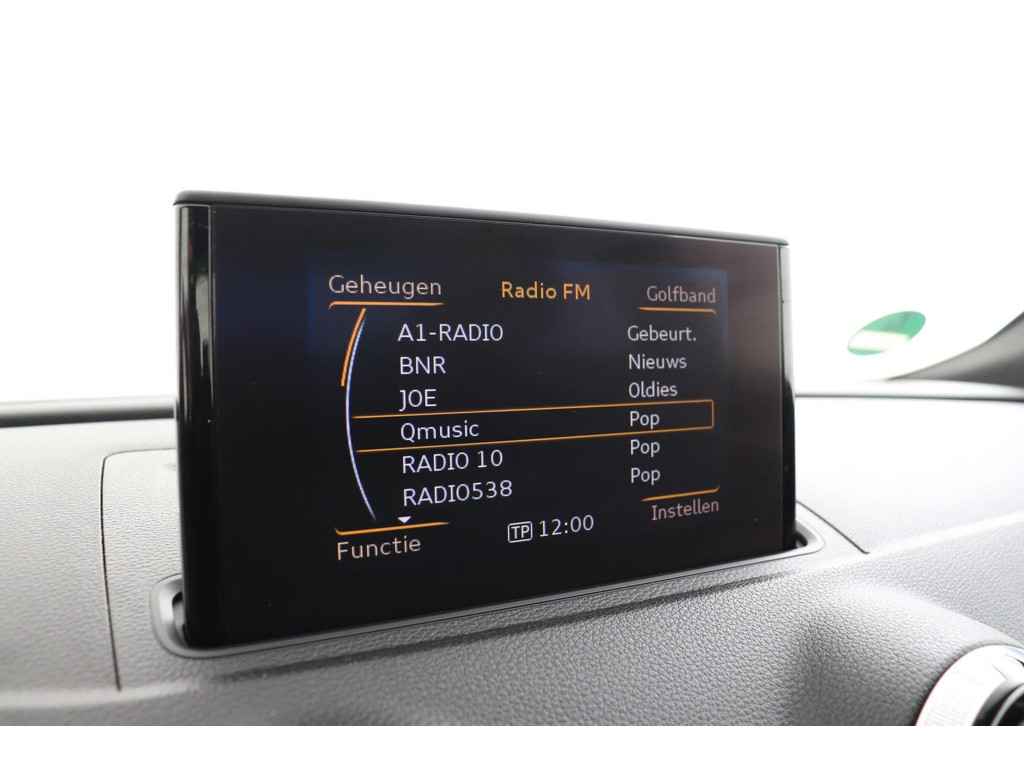 Geheugen Radio FM Golfband
A1-RADIO Gebeurt.
BNR Nieuws
JOE Oldies
Qmusic Pop
RADIO 10 Pop
RADIO538 Pop
Functie TP 12:00 Instellen